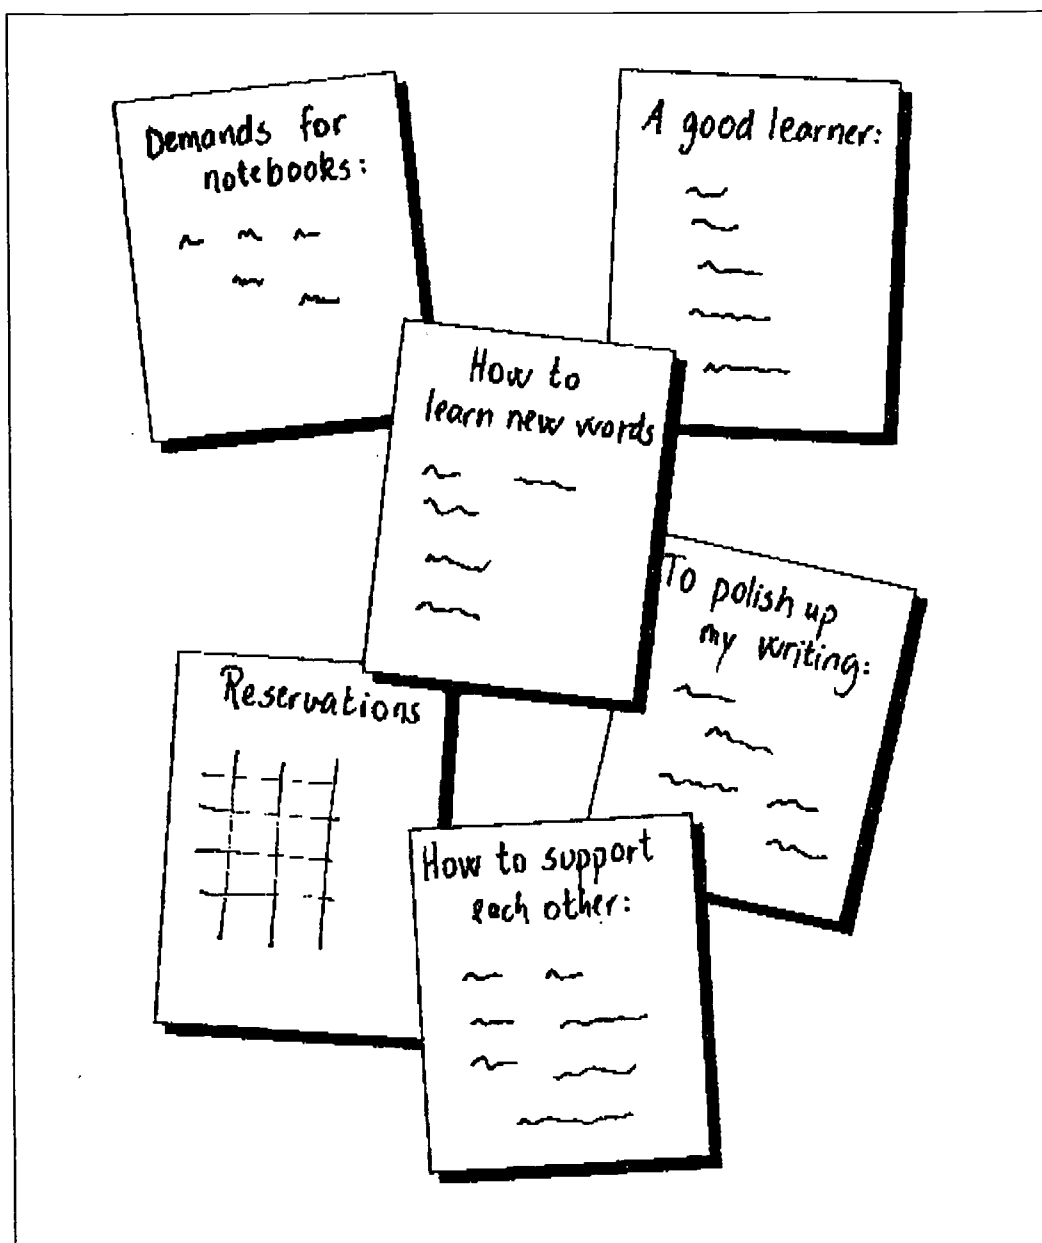 Demands for
notebooks:
A good learner:
How to
learn new words
To polish up
my writing:
Reservations
How to support
each other: